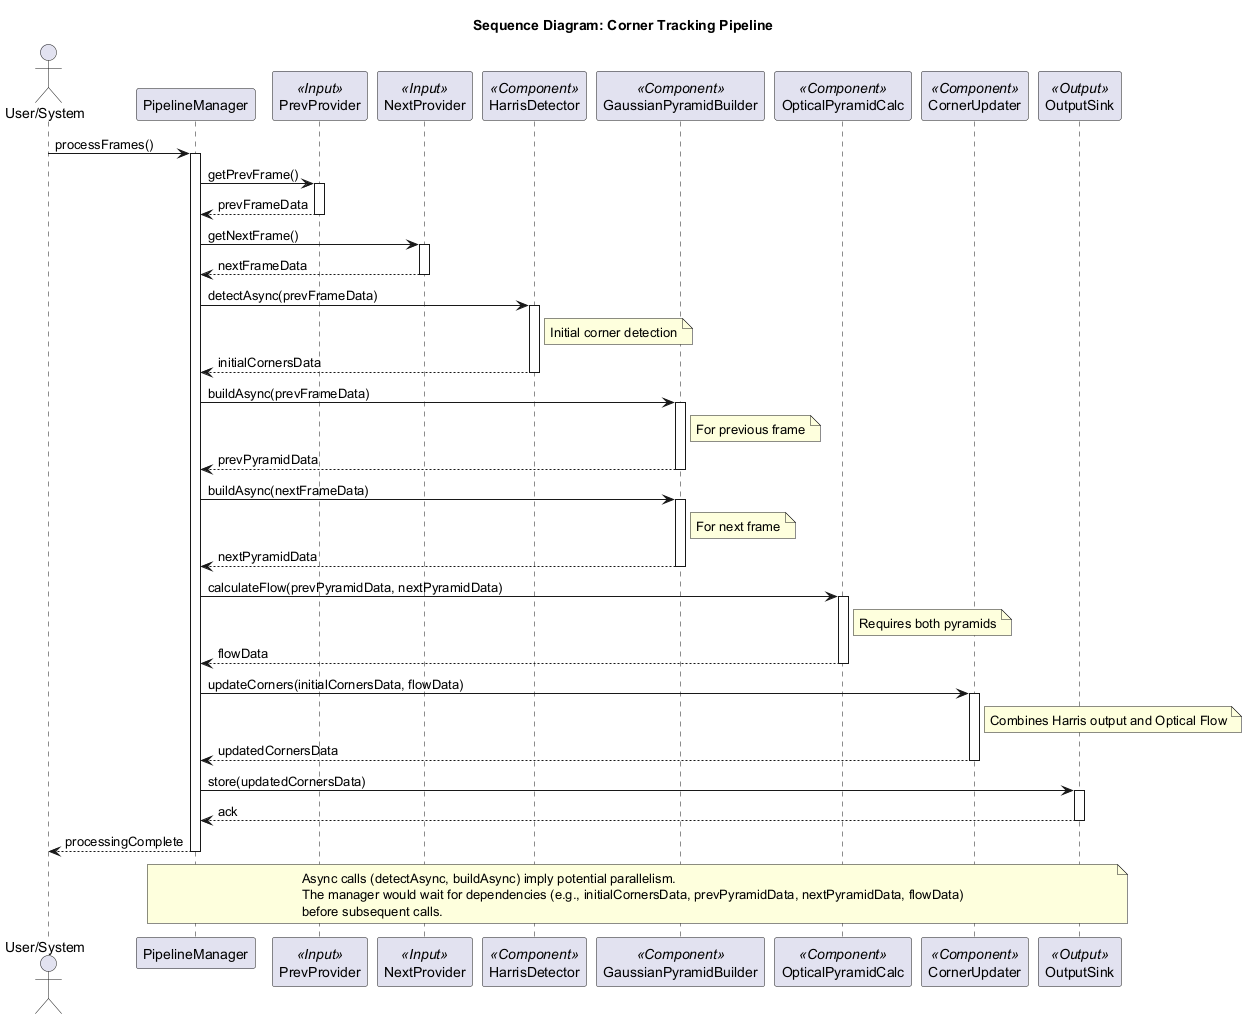 Sequence Diagram: Corner Tracking Pipeline
User/System
PipelineManager
«Input»
PrevProvider
«Input»
NextProvider
«Component»
HarrisDetector
«Component»
GaussianPyramidBuilder
«Component»
OpticalPyramidCalc
«Component»
CornerUpdater
«Output»
OutputSink
processFrames()
getPrevFrame()
prevFrameData
getNextFrame()
nextFrameData
detectAsync(prevFrameData)
Initial corner detection
initialCornersData
buildAsync(prevFrameData)
For previous frame
prevPyramidData
buildAsync(nextFrameData)
For next frame
nextPyramidData
calculateFlow(prevPyramidData, nextPyramidData)
Requires both pyramids
flowData
updateCorners(initialCornersData, flowData)
Combines Harris output and Optical Flow
updatedCornersData
store(updatedCornersData)
ack
processingComplete
Async calls (detectAsync, buildAsync) imply potential parallelism.
The manager would wait for dependencies (e.g., initialCornersData, prevPyramidData, nextPyramidData, flowData)
before subsequent calls.
User/System
PipelineManager
«Input»
PrevProvider
«Input»
NextProvider
«Component»
HarrisDetector
«Component»
GaussianPyramidBuilder
«Component»
OpticalPyramidCalc
«Component»
CornerUpdater
«Output»
OutputSink